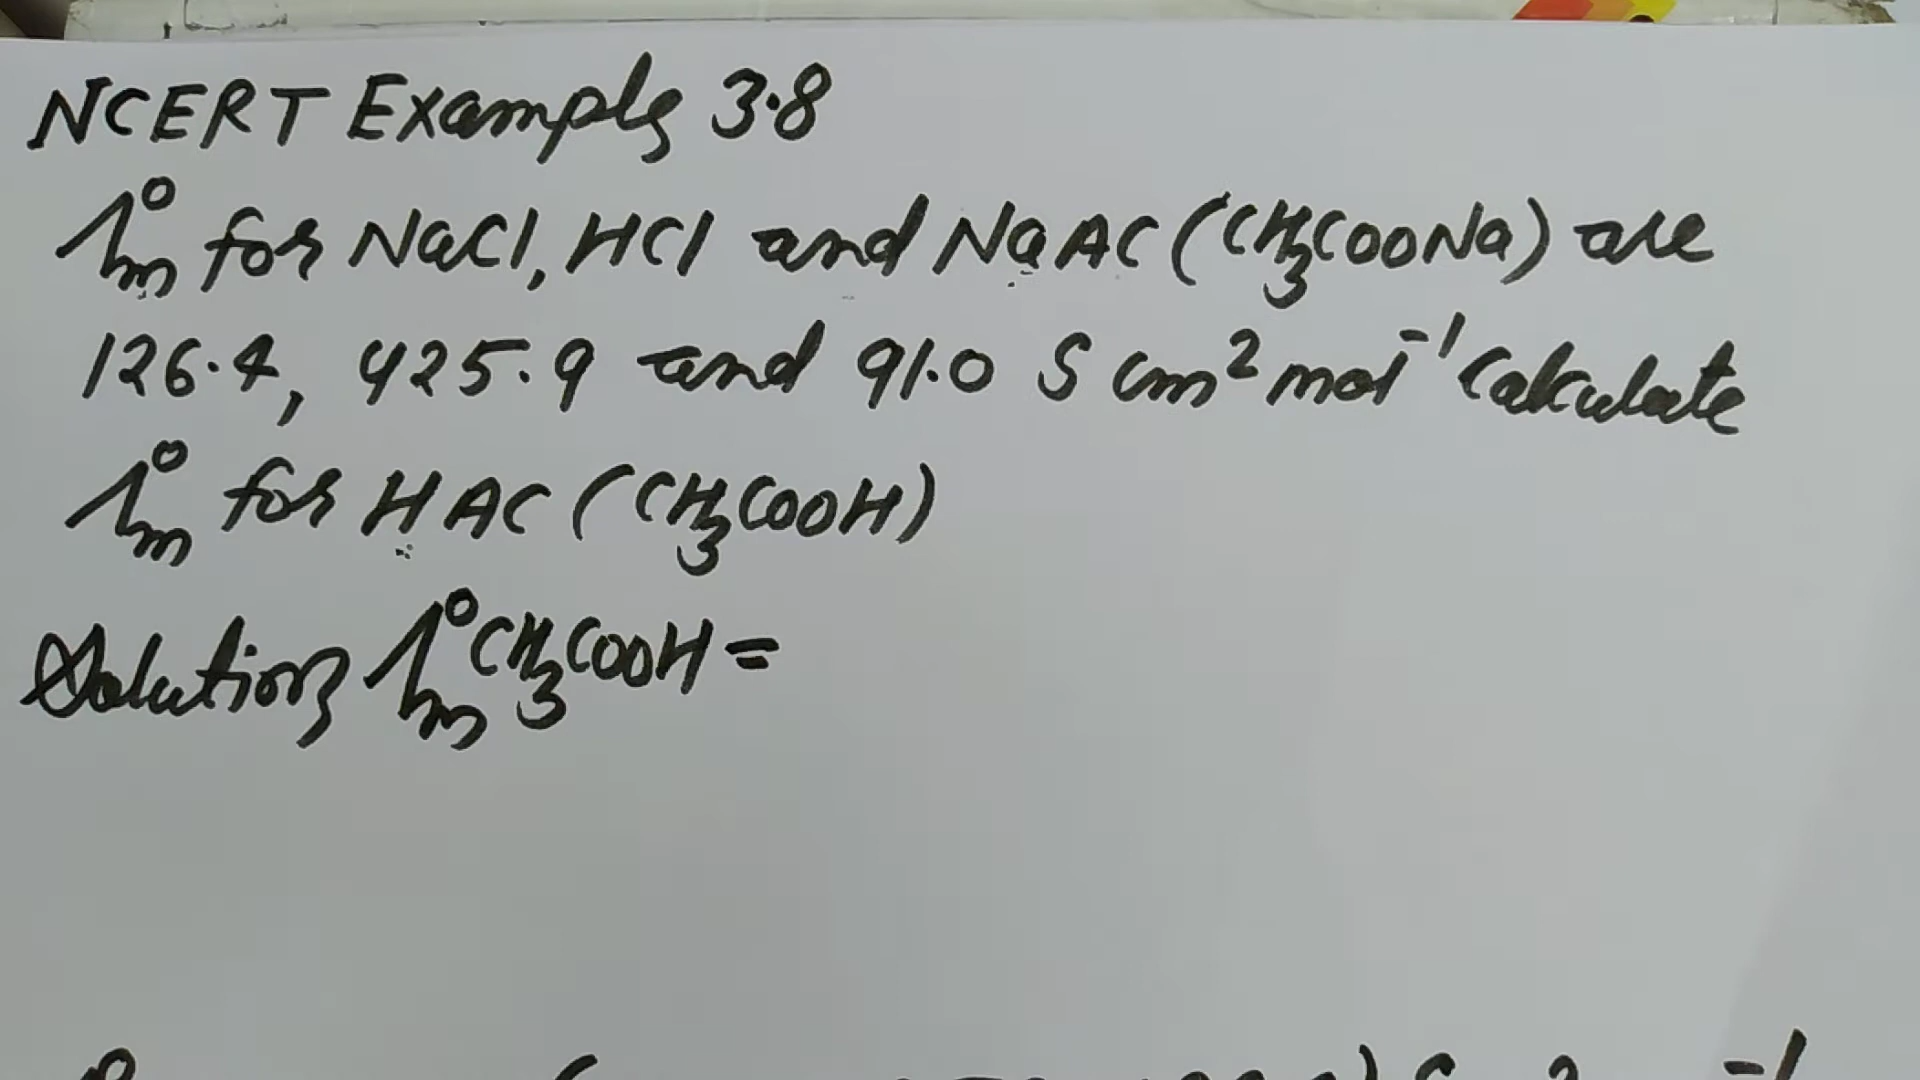 NCERT Example 3.8
Λ°m for NaCl, HCl and NaAC (CH3COONa) are
126.4, 425.9 and 91.0 S cm² mol⁻¹ Calculate
Λ°m for HAC (CH3COOH)
Solution Λ°m CH3COOH =